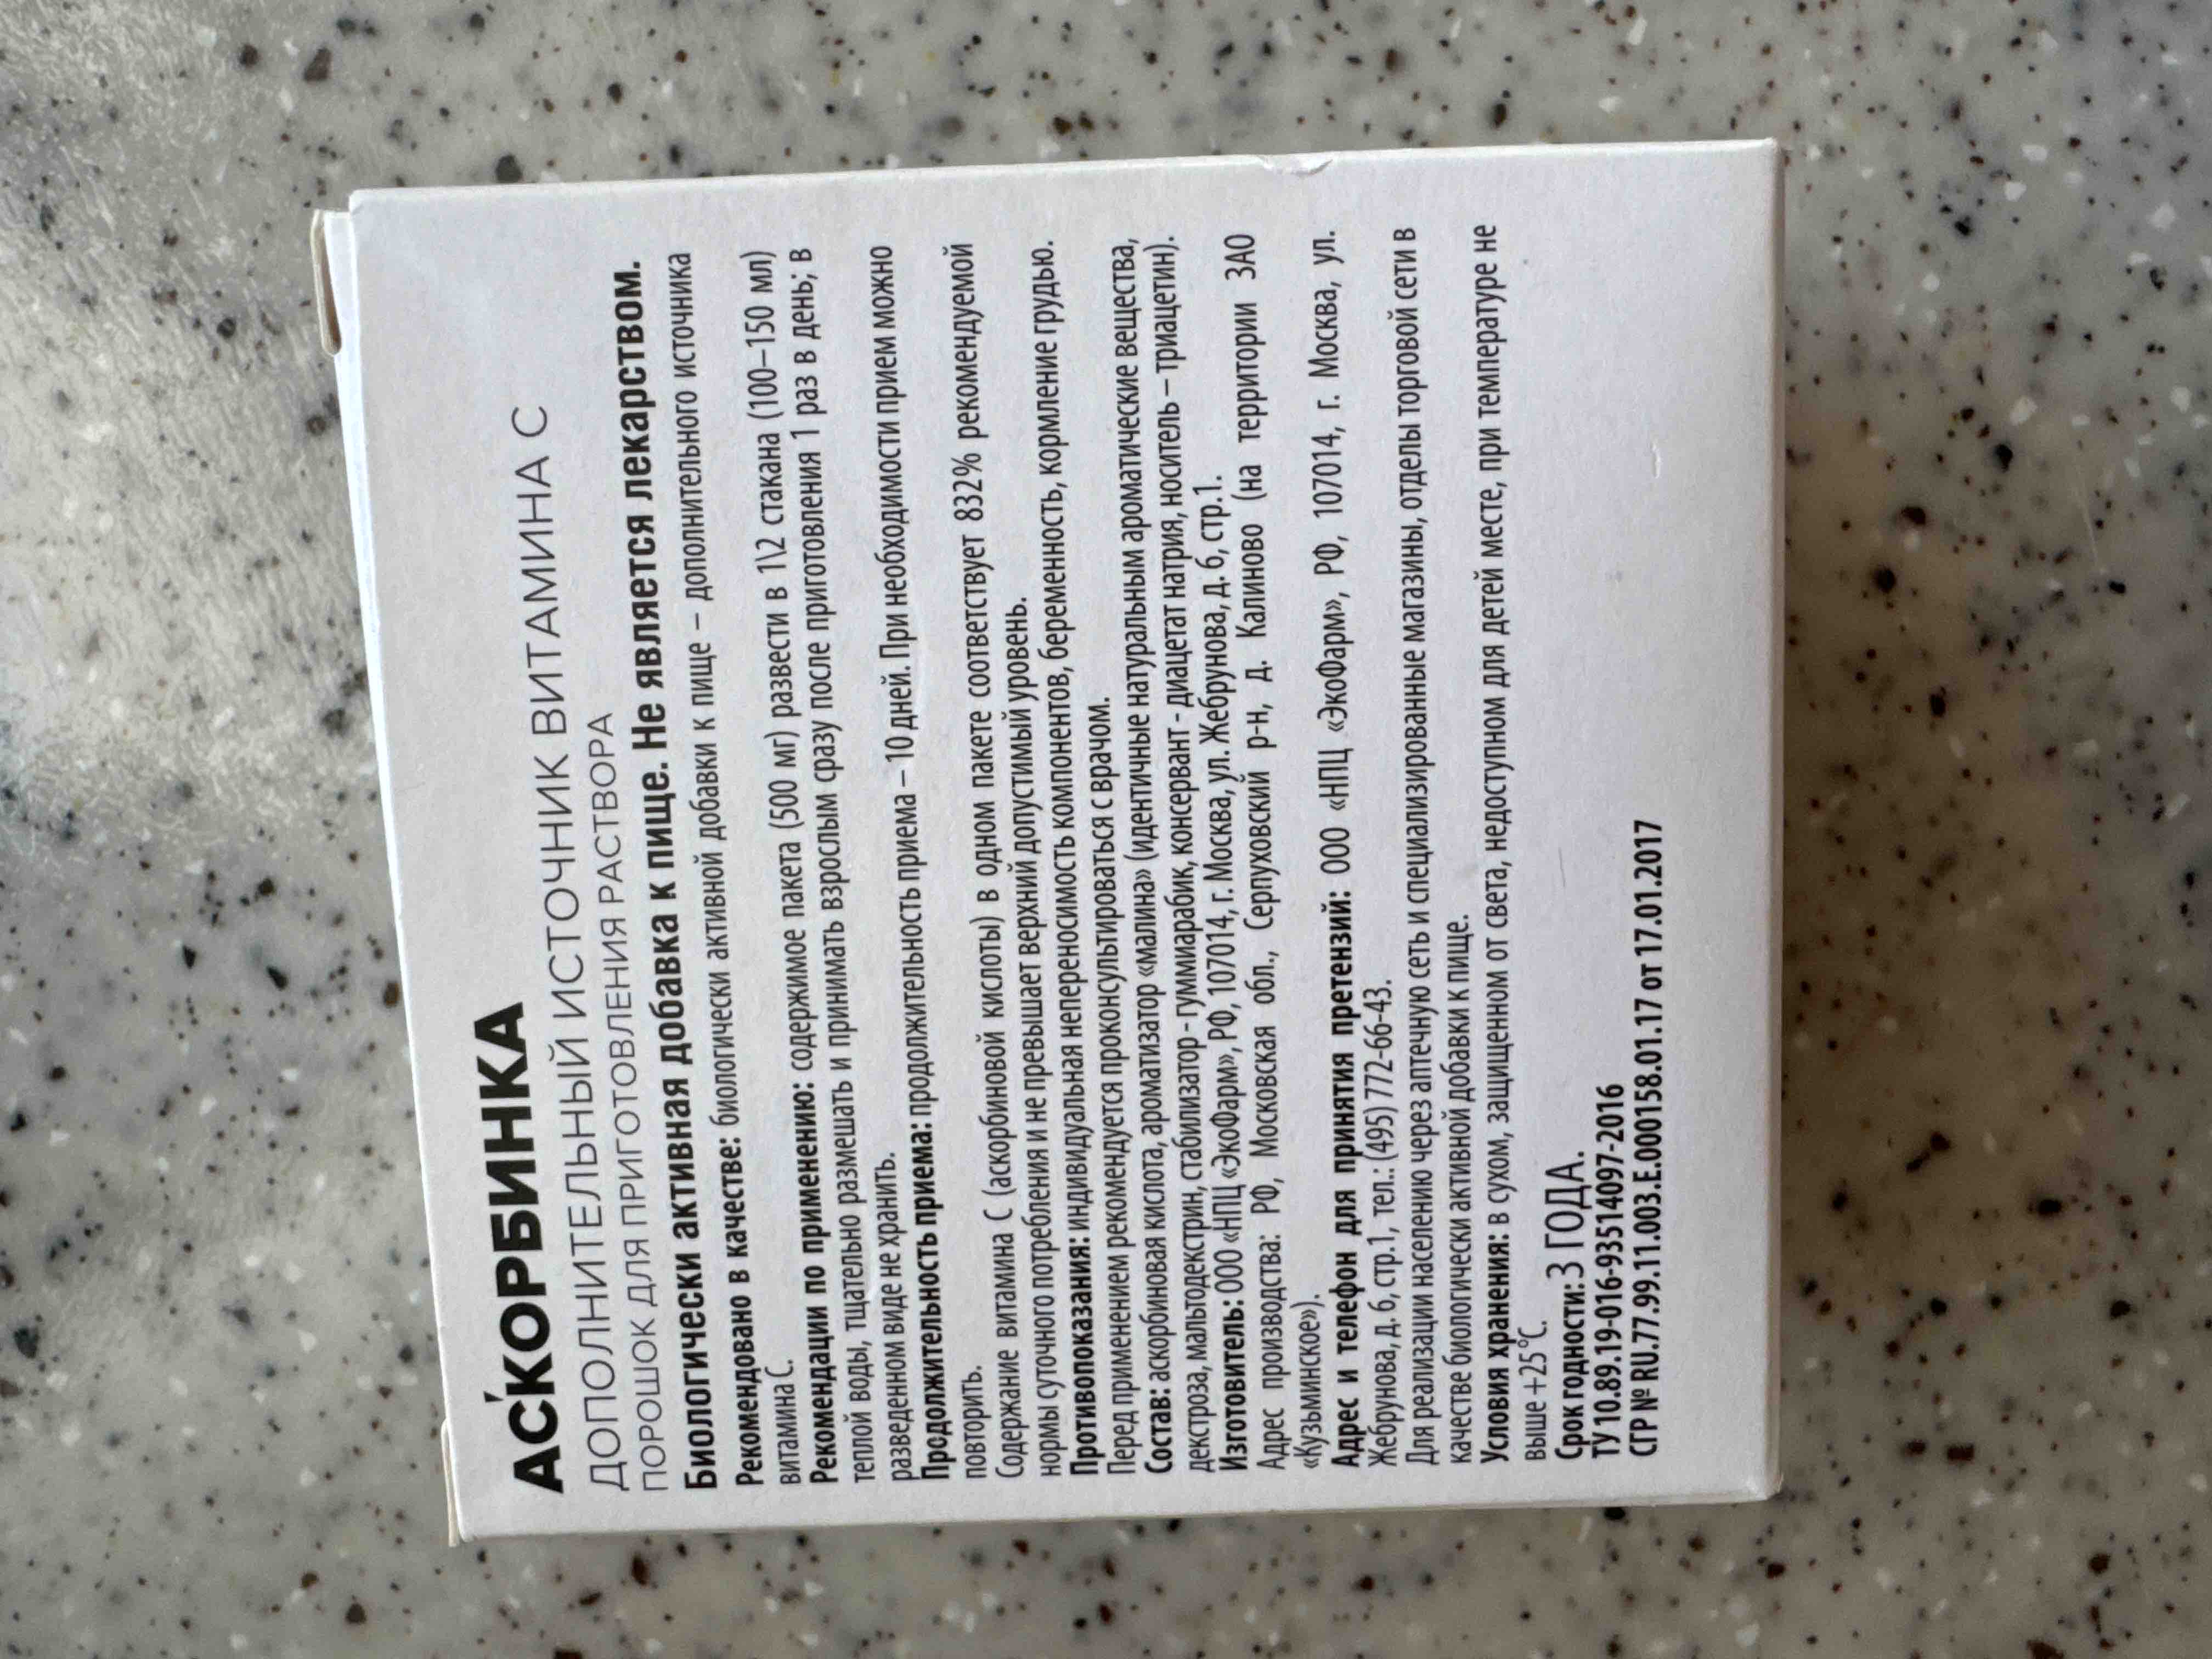 АС'КОРБИНКА
ДОПОЛНИТЕЛЬНЫЙ ИСТОЧНИК ВИТАМИНА С
ПОРОШОК ДЛЯ ПРИГОТОВЛЕНИЯ РАСТВОРА
Биологически активная добавка к пище. Не является лекарством.
Рекомендовано в качестве: биологически активной добавки к пище – дополнительного источника
витамина С.
Рекомендации по применению: содержимое пакета (500 мг) развести в 1\2 стакана (100–150 мл)
теплой воды, тщательно размешать и принимать взрослым сразу после приготовления 1 раз в день; в
разведенном виде не хранить.
Продолжительность приема: продолжительность приема – 10 дней. При необходимости прием можно
повторить.
Содержание витамина С (аскорбиновой кислоты) в одном пакете соответствует 832% рекомендуемой
нормы суточного потребления и не превышает верхний допустимый уровень.
Противопоказания: индивидуальная непереносимость компонентов, беременность, кормление грудью.
Перед применением рекомендуется проконсультироваться с врачом.
Состав: аскорбиновая кислота, ароматизатор «малина» (идентичные натуральным ароматические вещества,
декстроза, мальтодекстрин, стабилизатор - гуммиарабик, консервант - диацетат натрия, носитель – триацетин).
Изготовитель: ООО «НПЦ «ЭкоФарм», РФ, 107014, г. Москва, ул. Жебрунова, д. 6, стр.1.
Адрес производства: РФ, Московская обл., Серпуховский р-н, д. Калиново (на территории ЗАО
«Кузьминское»).
Адрес и телефон для принятия претензий: ООО «НПЦ «ЭкоФарм», РФ, 107014, г. Москва, ул.
Жебрунова, д. 6, стр.1, тел.: (495) 772-66-43.
Для реализации населению через аптечную сеть и специализированные магазины, отделы торговой сети в
качестве биологически активной добавки к пище.
Условия хранения: в сухом, защищенном от света, недоступном для детей месте, при температуре не
выше +25°С.
Срок годности: 3 ГОДА.
ТУ 10.89.19-016-93514097-2016
СГР № RU.77.99.11.003.Е.000158.01.17 от 17.01.2017